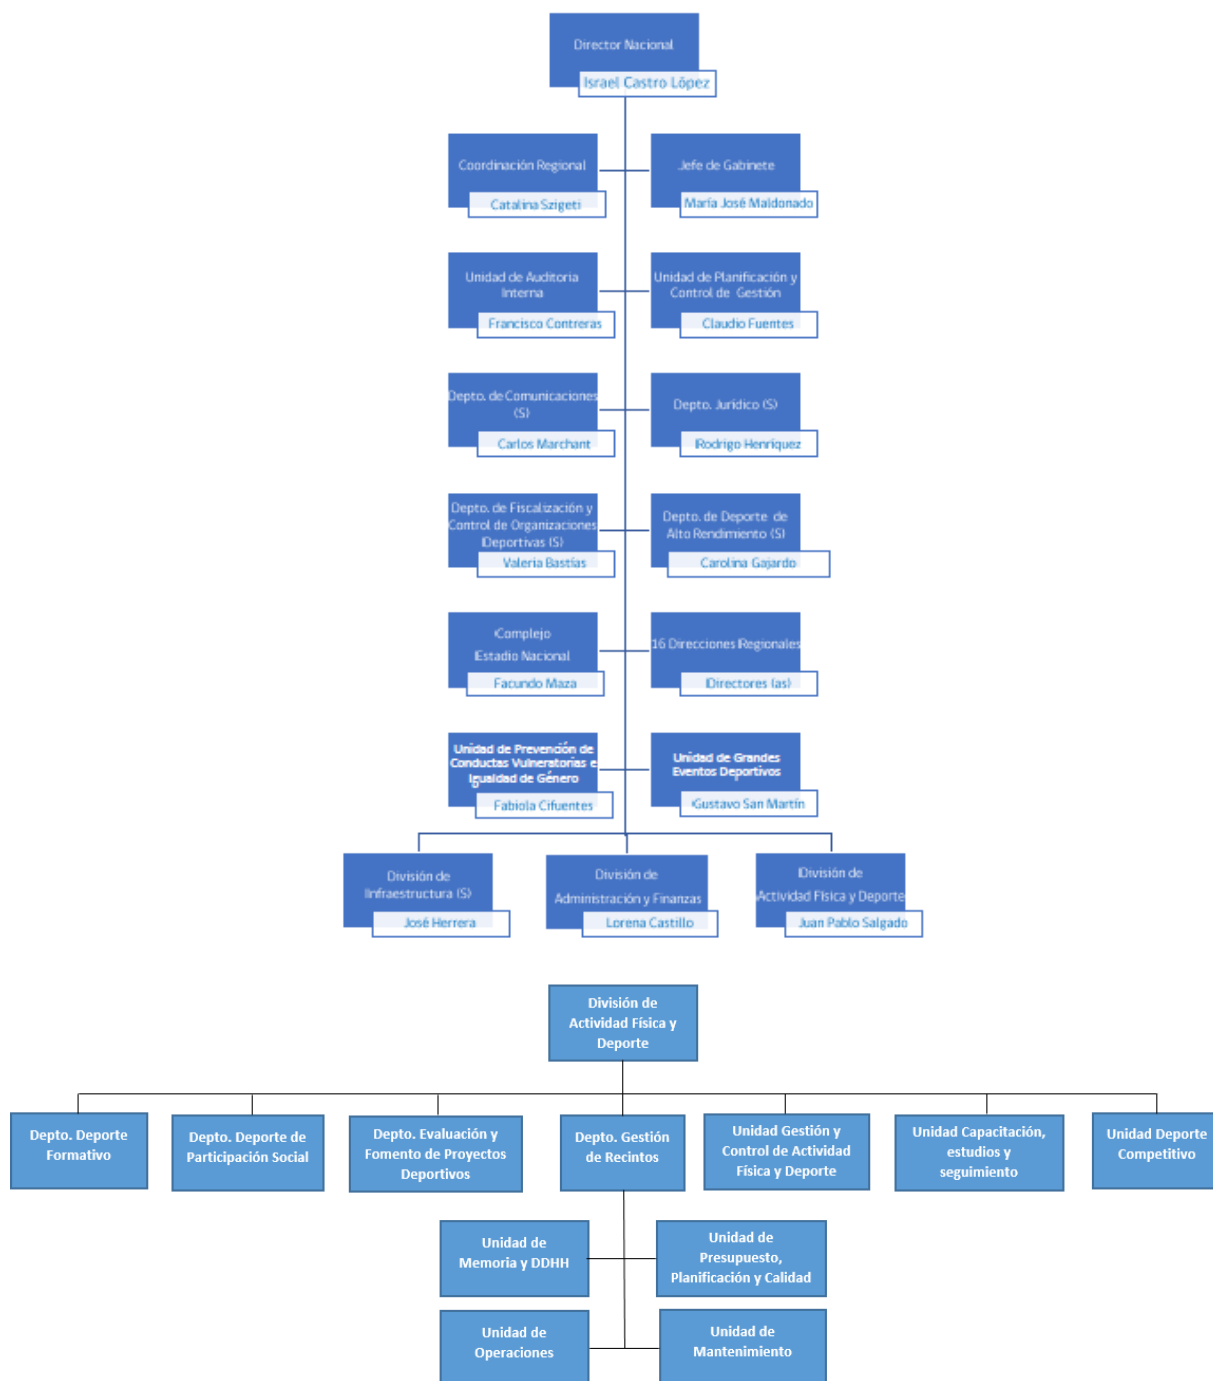 Director Nacional
Israel Castro López
Coordinación Regional
Catalina Szigeti
Jefe de Gabinete
María José Maldonado
Unidad de Auditoria
Interna
Francisco Contreras
Unidad de Planificación y
Control de Gestión
Claudio Fuentes
Depto. de Comunicaciones
(S)
Carlos Marchant
Depto. Jurídico (S)
Rodrigo Henríquez
Depto. de Fiscalización y
Control de Organizaciones
Deportivas (S)
Valeria Bastías
Depto. de Deporte de
Alto Rendimiento (S)
Carolina Gajardo
Complejo
Estadio Nacional
Facundo Maza
16 Direcciones Regionales
Directores (as)
Unidad de Prevención de
Conductas Vulneratorias e
Igualdad de Género
Fabiola Cifuentes
Unidad de Grandes
Eventos Deportivos
Gustavo San Martín
División de
Infraestructura (S)
José Herrera
División de
Administración y Finanzas
Lorena Castillo
División de
Actividad Física y Deporte
Juan Pablo Salgado
División de
Actividad Física y
Deporte
Depto. Deporte
Formativo
Depto. Deporte de
Participación Social
Depto. Evaluación y
Fomento de Proyectos
Deportivos
Depto. Gestión
de Recintos
Unidad Gestión y
Control de Actividad
Física y Deporte
Unidad Capacitación,
estudios y
seguimiento
Unidad Deporte
Competitivo
Unidad de
Memoria y DDHH
Unidad de
Presupuesto,
Planificación y Calidad
Unidad de
Operaciones
Unidad de
Mantenimiento